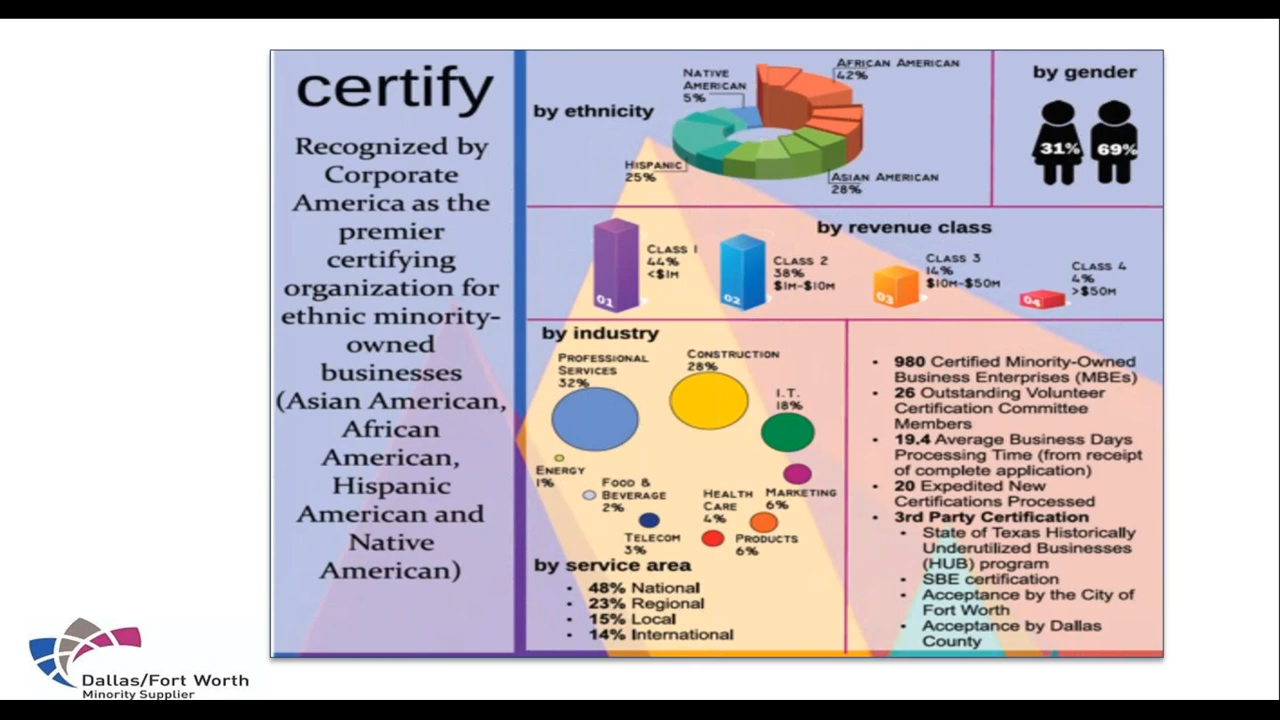 certify
Recognized by
Corporate
America as the
premier
certifying
organization for
ethnic minority-
owned
businesses
(Asian American,
African
American,
Hispanic
American and
Native
American)
by ethnicity
NATIVE
AMERICAN
5%
AFRICAN AMERICAN
42%
HISPANIC
25%
ASIAN AMERICAN
28%
by gender
31%
69%
by revenue class
01
CLASS 1
44%
<$1M
02
CLASS 2
38%
$1M-$10M
03
CLASS 3
14%
$10M-$50M
04
CLASS 4
4%
>$50M
by industry
PROFESSIONAL
SERVICES
32%
CONSTRUCTION
28%
I.T.
18%
ENERGY
1%
FOOD &
BEVERAGE
2%
TELECOM
3%
HEALTH
CARE
4%
MARKETING
6%
PRODUCTS
6%
by service area
• 48% National
• 23% Regional
• 15% Local
• 14% International
• 980 Certified Minority-Owned
Business Enterprises (MBEs)
• 26 Outstanding Volunteer
Certification Committee
Members
• 19.4 Average Business Days
Processing Time (from receipt
of complete application)
• 20 Expedited New
Certifications Processed
• 3rd Party Certification
• State of Texas Historically
Underutilized Businesses
(HUB) program
• SBE certification
• Acceptance by the City of
Fort Worth
• Acceptance by Dallas
County
Dallas/Fort Worth
Minority Supplier